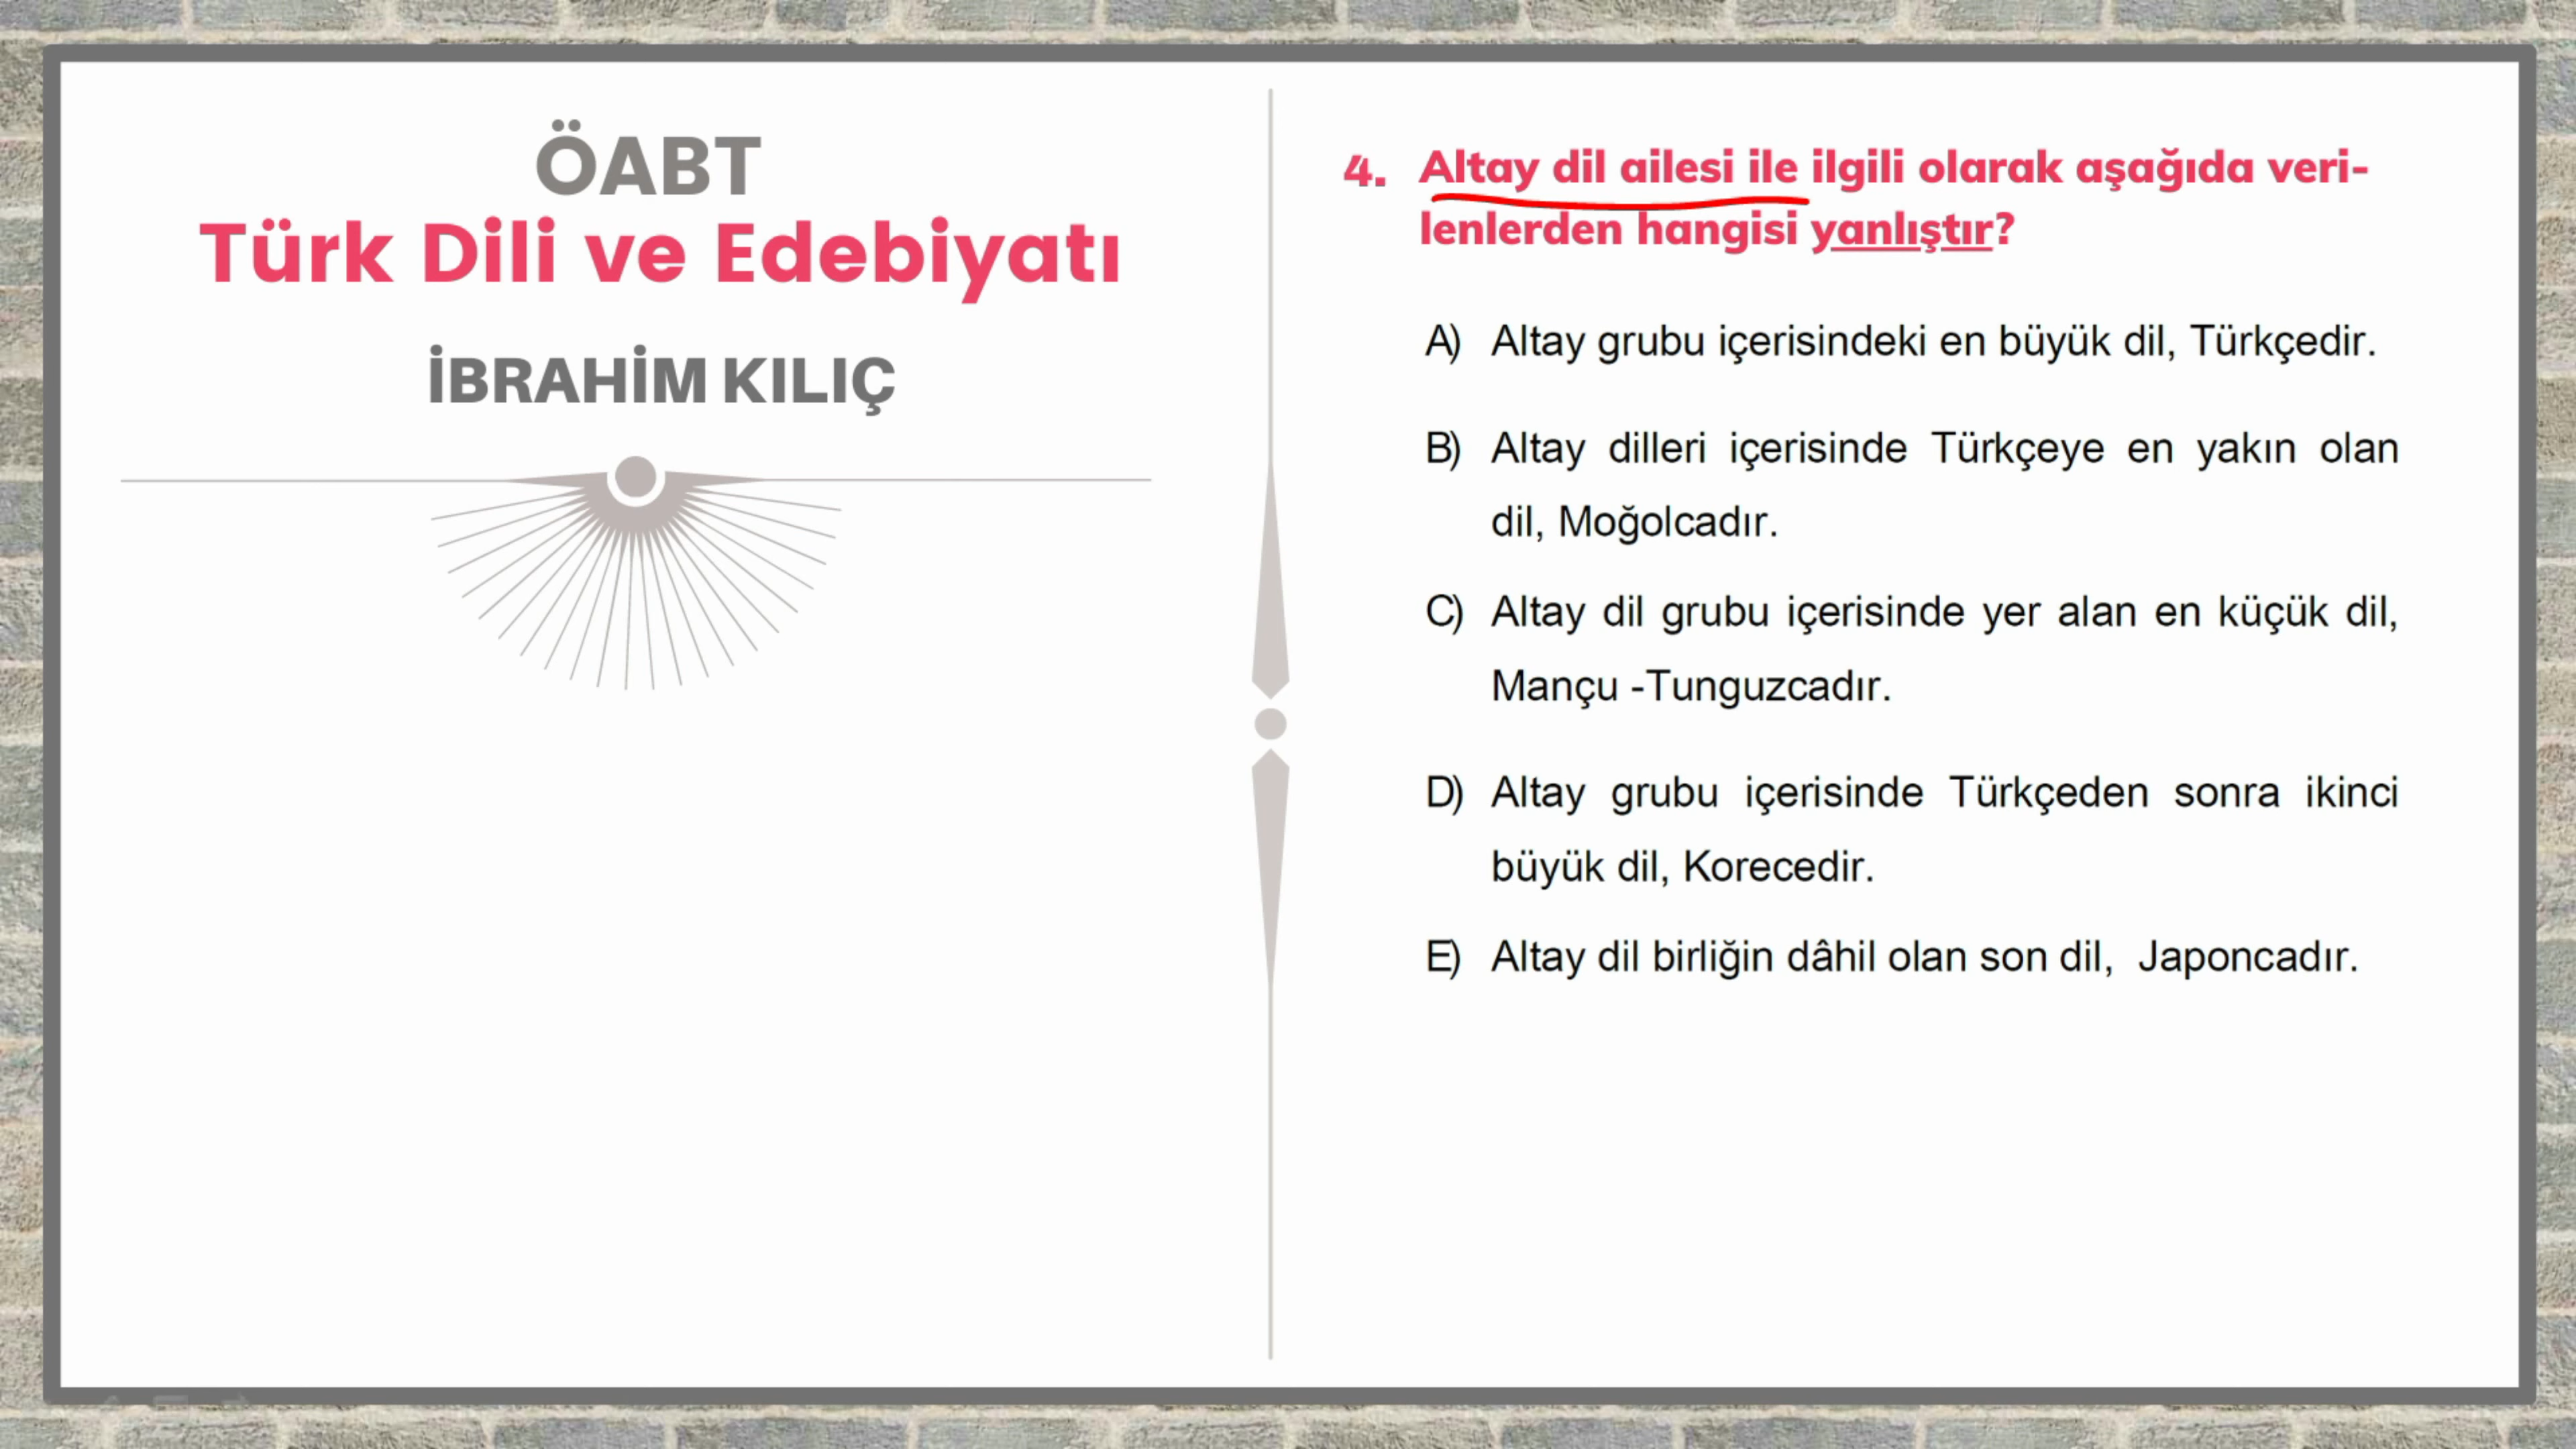 ÖABT
Türk Dili ve Edebiyatı
İBRAHİM KILIÇ
4. Altay dil ailesi ile ilgili olarak aşağıda veri-
lenlerden hangisi yanlıştır?
A) Altay grubu içerisindeki en büyük dil, Türkçedir.
B) Altay dilleri içerisinde Türkçeye en yakın olan
dil, Moğolcadır.
C) Altay dil grubu içerisinde yer alan en küçük dil,
Mançu -Tunguzcadır.
D) Altay grubu içerisinde Türkçeden sonra ikinci
büyük dil, Korecedir.
E) Altay dil birliğin dâhil olan son dil, Japoncadır.